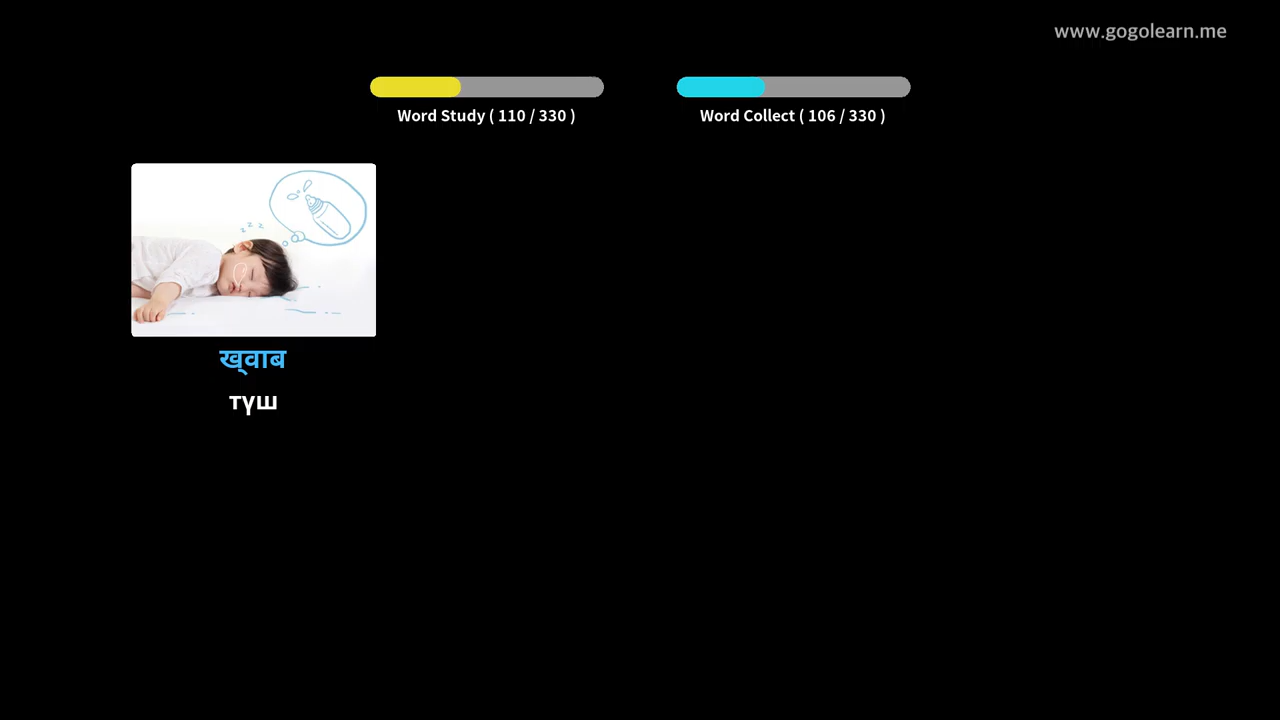 www.gogolearn.me
Word Study ( 110 / 330 )
Word Collect ( 106 / 330 )
z z z
ख्वाब
түш